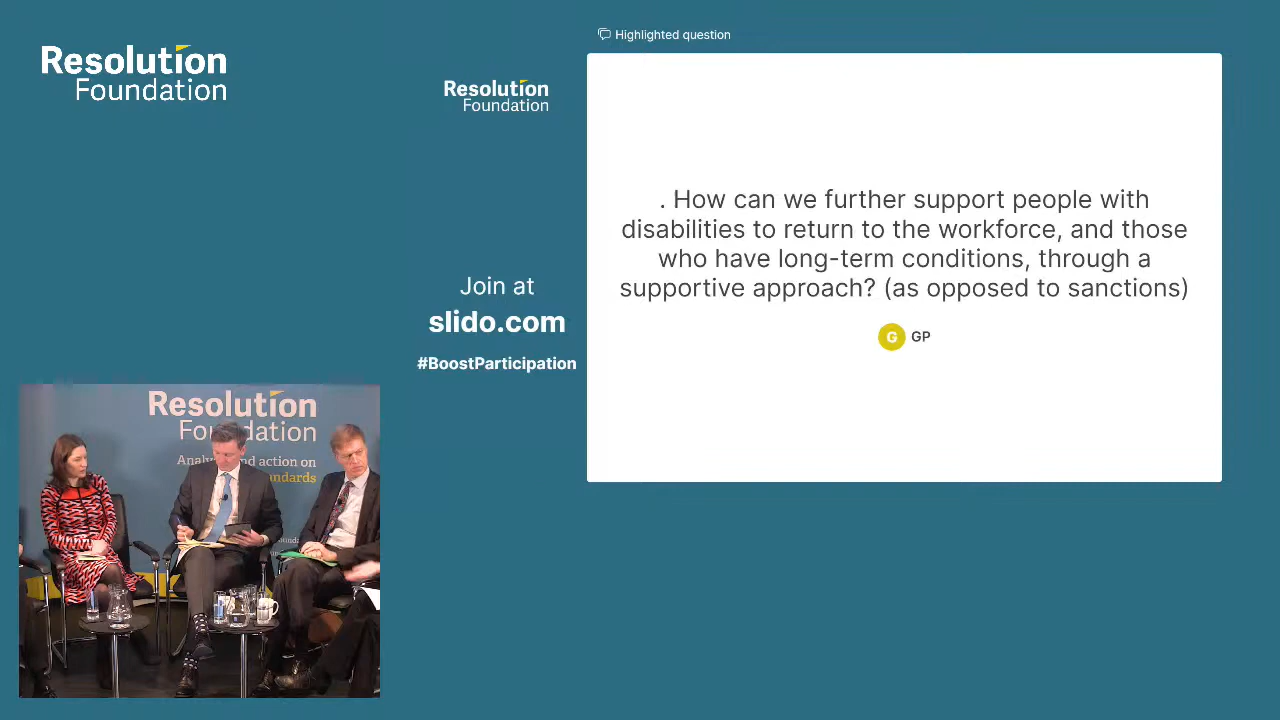 Resolution
Foundation
Highlighted question
Resolution
Foundation
. How can we further support people with
disabilities to return to the workforce, and those
who have long-term conditions, through a
supportive approach? (as opposed to sanctions)
G GP
Join at
slido.com
#BoostParticipation
Resolution
Foundation
action on